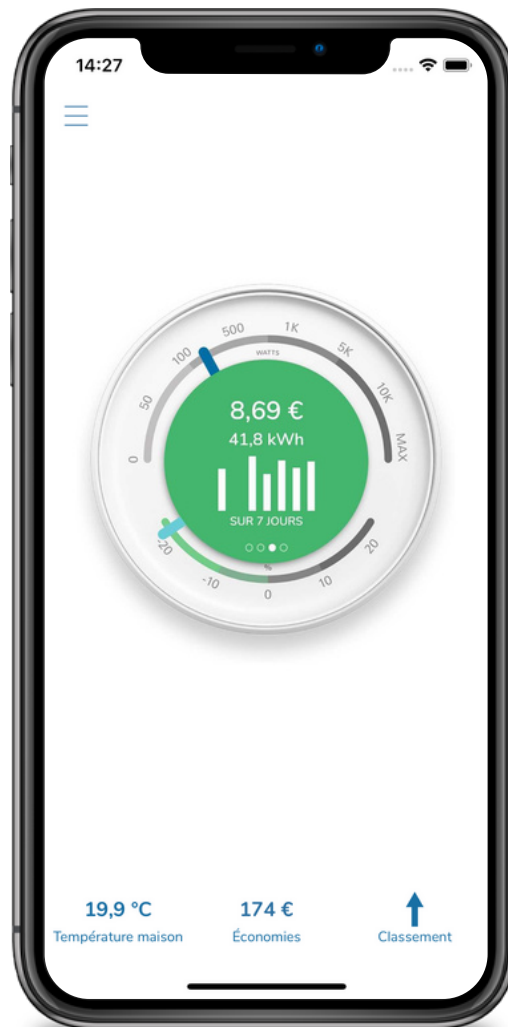 14:27
0
50
100
500
1K
5K
10K
MAX
WATTS
8,69 €
41,8 kWh
SUR 7 JOURS
-20
-10
0
10
20
%
19,9 °C
Température maison
174 €
Économies
Classement